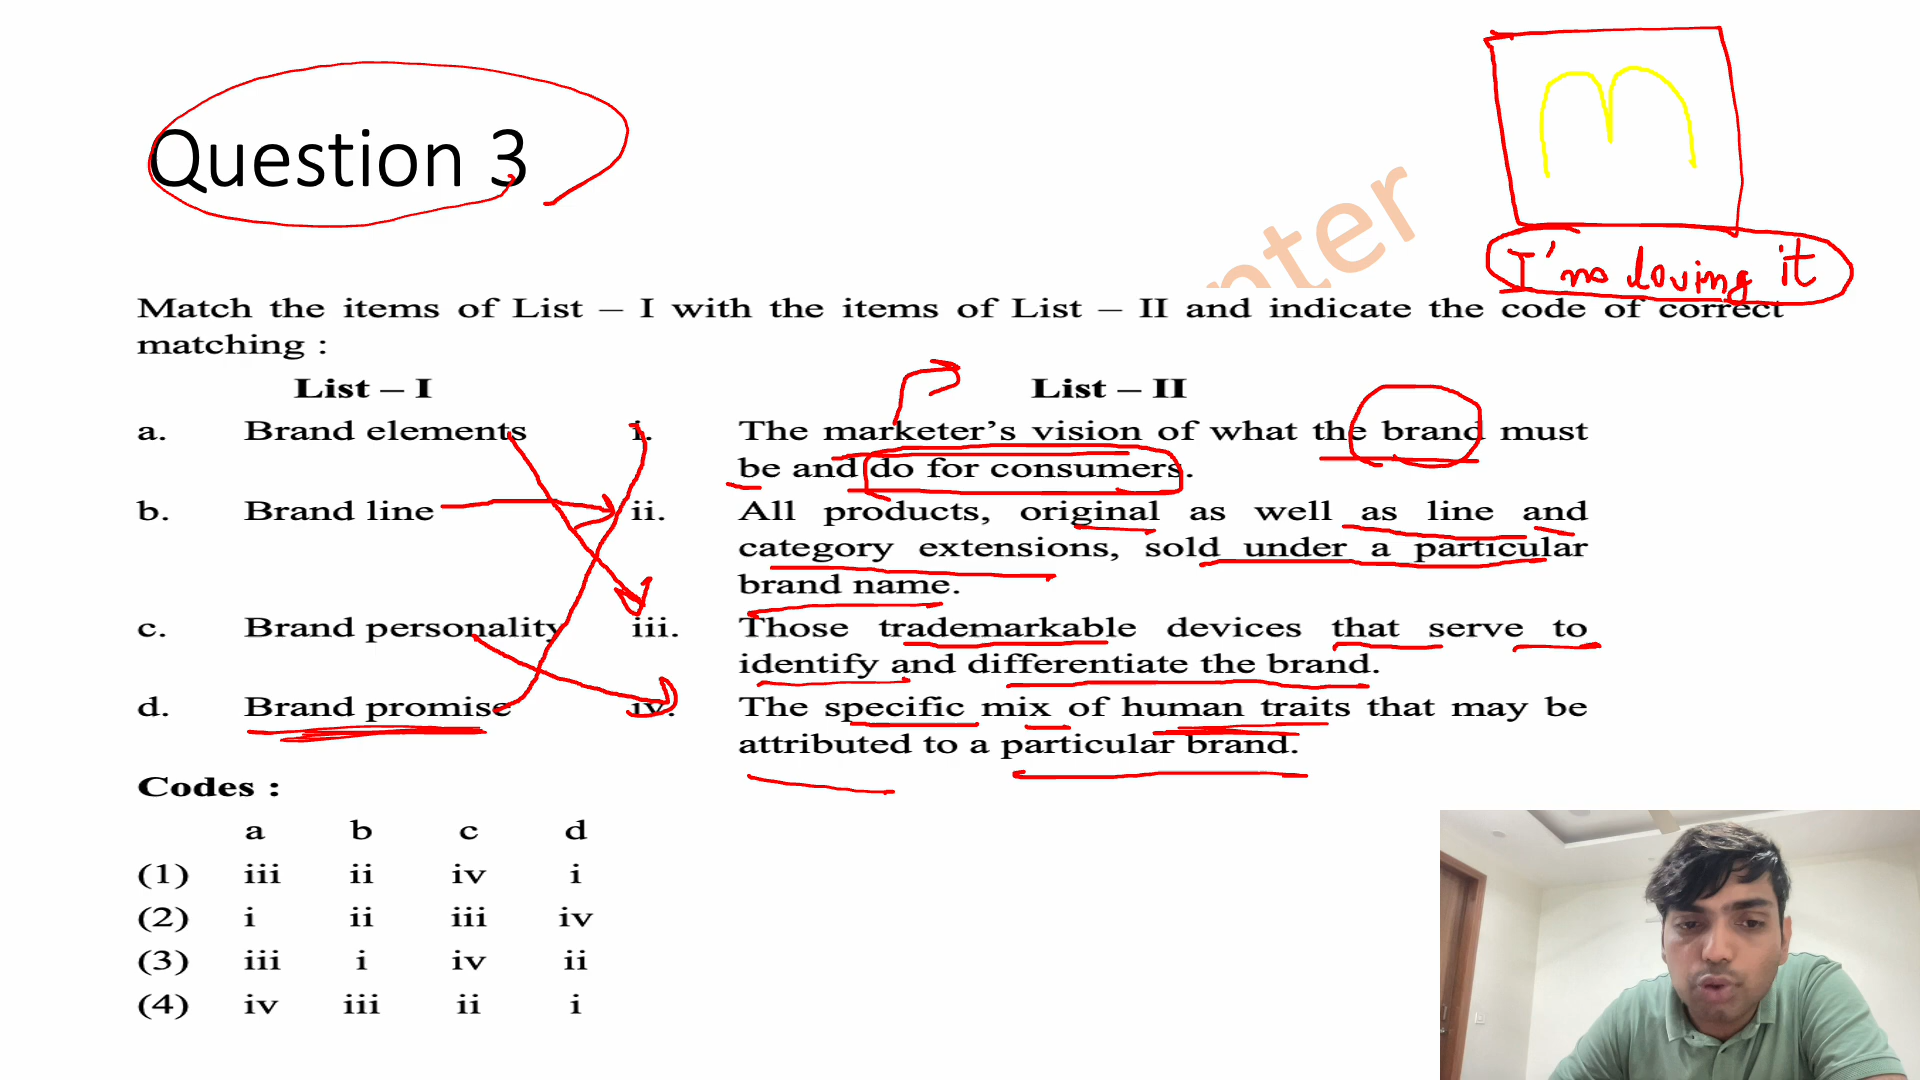 Question 3
nter
I'm loving it
Match the items of List – I with the items of List – II and indicate the code of correct
matching :
List – I List – II
a. Brand elements i. The marketer’s vision of what the brand must
be and do for consumers.
b. Brand line ii. All products, original as well as line and
category extensions, sold under a particular
brand name.
c. Brand personality iii. Those trademarkable devices that serve to
identify and differentiate the brand.
d. Brand promise iv. The specific mix of human traits that may be
attributed to a particular brand.
Codes :
a b c d
(1) iii ii iv i
(2) i ii iii iv
(3) iii i iv ii
(4) iv iii ii i